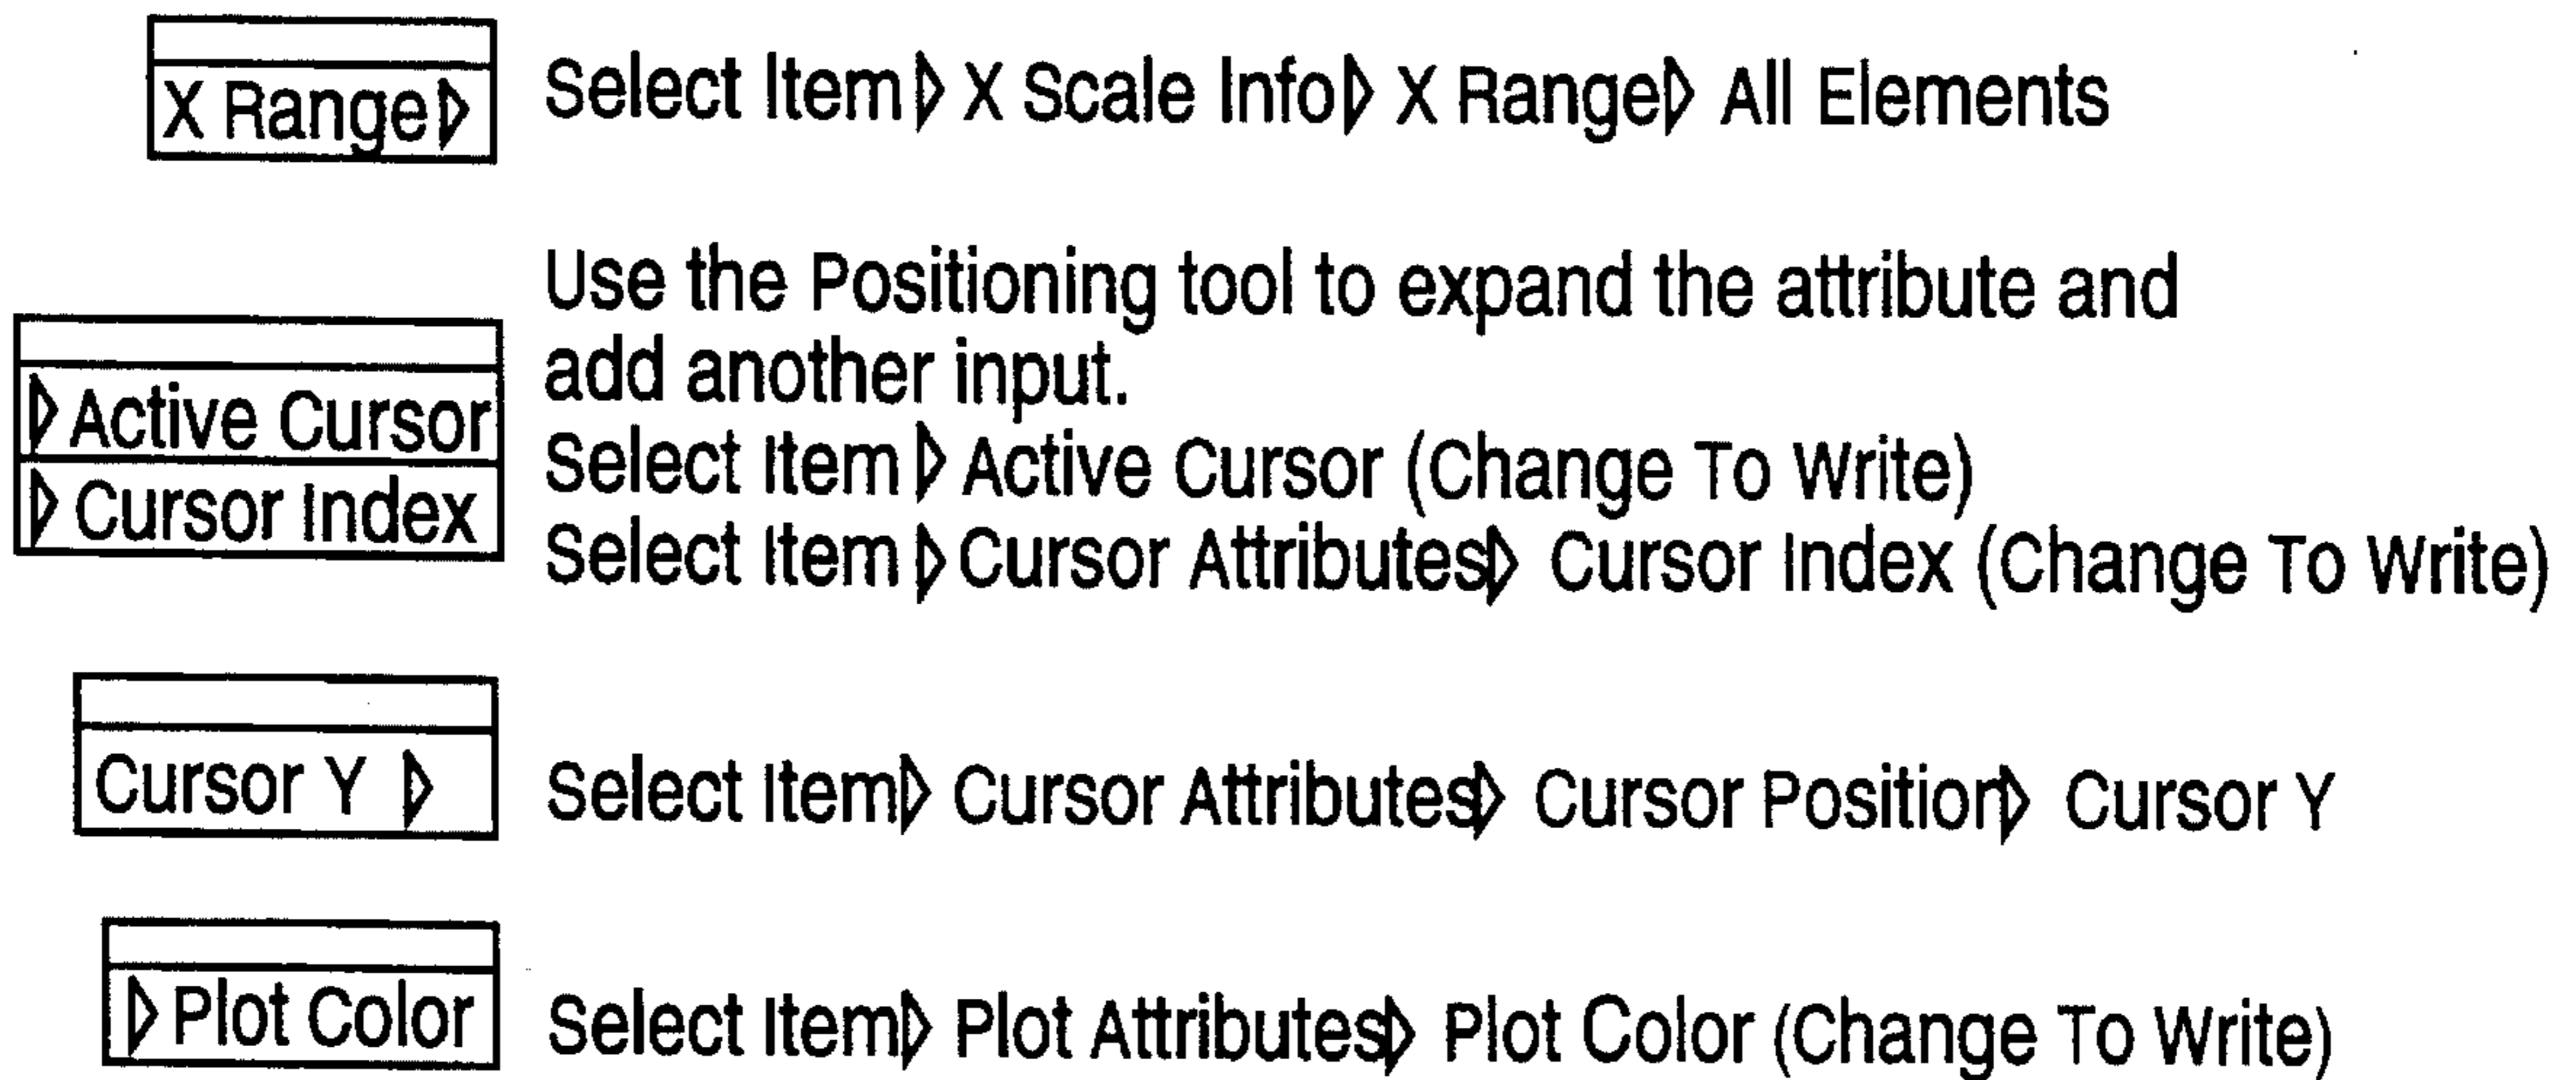 X Range▷
Select Item▷ X Scale Info▷ X Range▷ All Elements
Use the Positioning tool to expand the attribute and
add another input.
▷Active Cursor
Select Item▷ Active Cursor (Change To Write)
▷Cursor Index
Select Item▷ Cursor Attributes▷ Cursor Index (Change To Write)
Cursor Y ▷
Select Item▷ Cursor Attributes▷ Cursor Position▷ Cursor Y
▷Plot Color
Select Item▷ Plot Attributes▷ Plot Color (Change To Write)